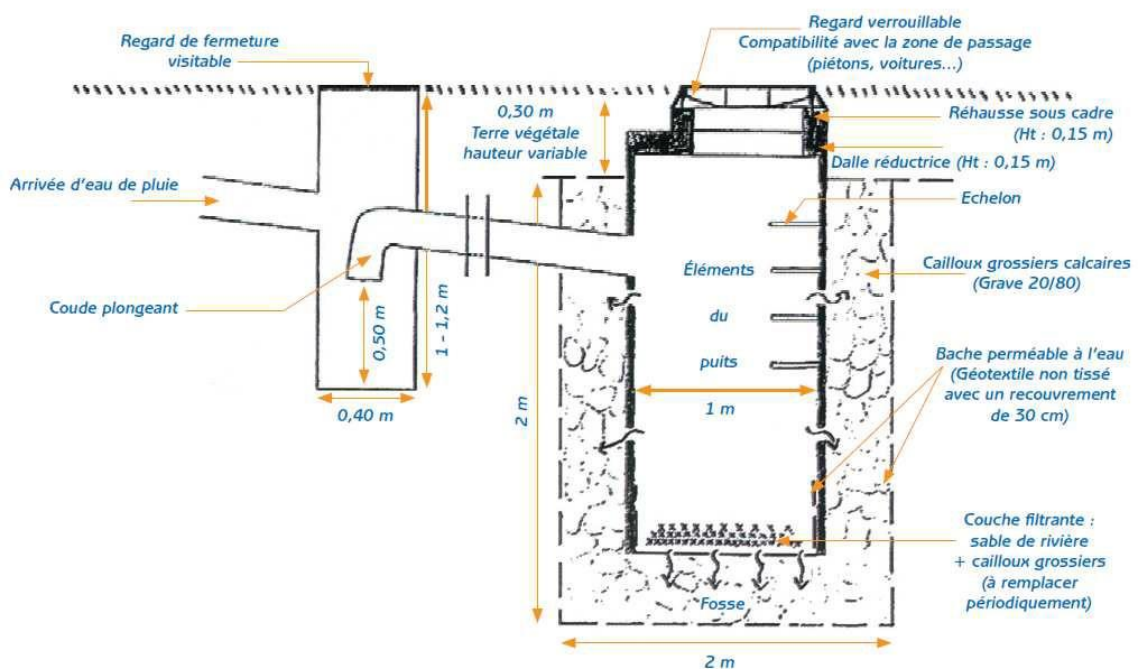 Regard de fermeture
visitable
Regard verrouillable
Compatibilité avec la zone de passage
(piétons, voitures...)
0,30 m
Terre végétale
hauteur variable
Réhausse sous cadre
(Ht : 0,15 m)
Dalle réductrice (Ht : 0,15 m)
Arrivée d'eau de pluie
Echelon
Éléments
du
puits
Cailloux grossiers calcaires
(Grave 20/80)
Coude plongeant
0,50 m
1 - 1,2 m
0,40 m
2 m
1 m
Bache perméable à l'eau
(Géotextile non tissé
avec un recouvrement
de 30 cm)
Couche filtrante :
sable de rivière
+ cailloux grossiers
(à remplacer
périodiquement)
Fosse
2 m